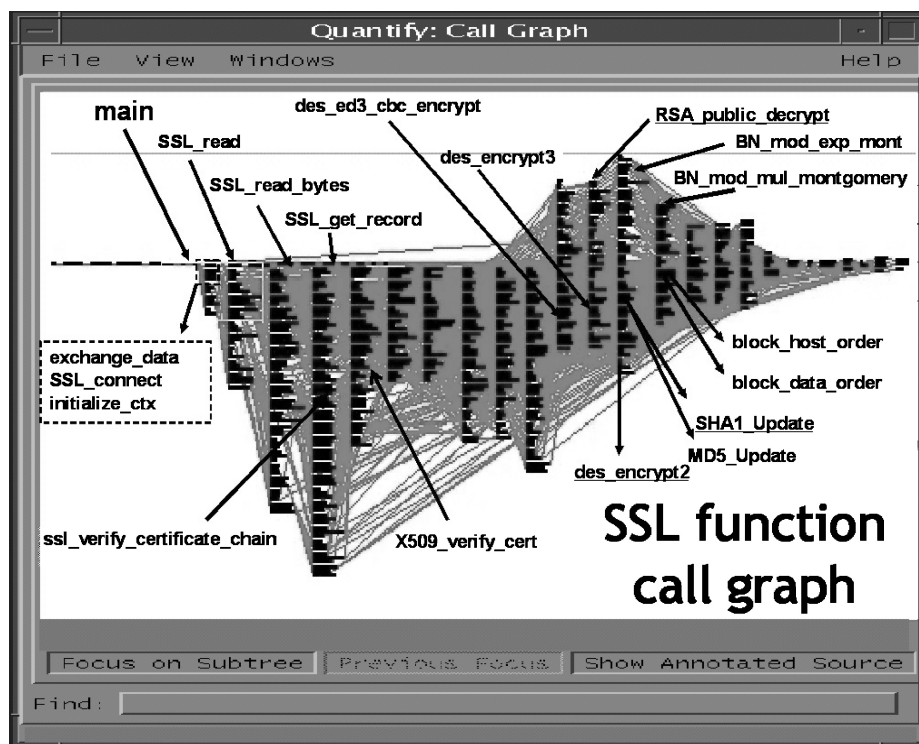 Quantify: Call Graph
File View Windows Help
main
des_ed3_cbc_encrypt
RSA_public_decrypt
SSL_read
des_encrypt3
BN_mod_exp_mont
SSL_read_bytes
BN_mod_mul_montgomery
SSL_get_record
exchange_data
SSL_connect
initialize_ctx
block_host_order
block_data_order
SHA1_Update
MD5_Update
des_encrypt2
ssl_verify_certificate_chain
X509_verify_cert
SSL function
call graph
Focus on Subtree Previous Focus Show Annotated Source
Find: